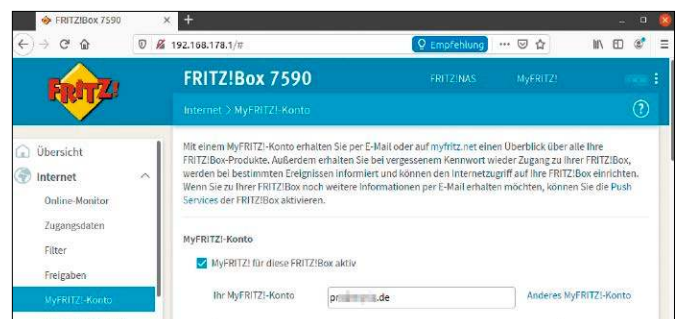 FRITZ!Box 7590
192.168.178.1/#
Empfehlung
FRITZ!
FRITZ!Box 7590
FRITZ!NAS
MyFRITZ!
Internet > MyFRITZ!-Konto
Übersicht
Internet
Online-Monitor
Zugangsdaten
Filter
Freigaben
MyFRITZ!-Konto
Mit einem MyFRITZ!-Konto erhalten Sie per E-Mail oder auf myfritz.net einen Überblick über alle Ihre
FRITZ!Box-Produkte. Außerdem erhalten Sie bei vergessenem Kennwort wieder Zugang zu Ihrer FRITZ!Box,
werden bei bestimmten Ereignissen informiert und können den Internetzugriff auf Ihre FRITZ!Box einrichten.
Wenn Sie zu Ihrer FRITZ!Box noch weitere Informationen per E-Mail erhalten möchten, können Sie die Push
Services der FRITZ!Box aktivieren.
MyFRITZ!-Konto
MyFRITZ! für diese FRITZ!Box aktiv
Ihr MyFRITZ!-Konto
.de
Anderes MyFRITZ!-Konto